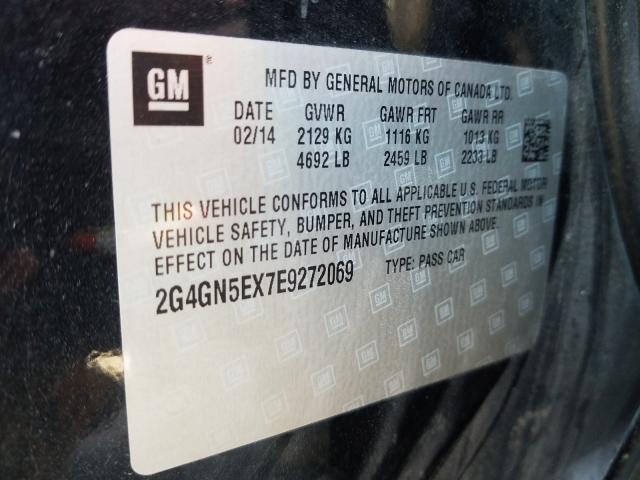 GM
MFD BY GENERAL MOTORS OF CANADA LTD.
DATE GVWR GAWR FRT GAWR RR
02/14 2129 KG 1116 KG 1013 KG
4692 LB 2459 LB 2233 LB
THIS VEHICLE CONFORMS TO ALL APPLICABLE U.S. FEDERAL MOTOR
VEHICLE SAFETY, BUMPER, AND THEFT PREVENTION STANDARDS IN
EFFECT ON THE DATE OF MANUFACTURE SHOWN ABOVE.
2G4GN5EX7E9272069 TYPE: PASS CAR